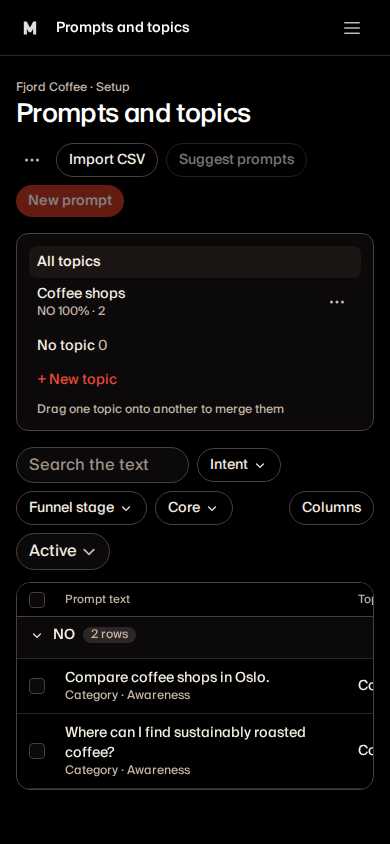 M
Prompts and topics
Fjord Coffee · Setup
Prompts and topics
Import CSV
Suggest prompts
New prompt
All topics
Coffee shops
NO 100% · 2
No topic 0
+ New topic
Drag one topic onto another to merge them
Search the text
Intent
Funnel stage
Core
Columns
Active
Prompt text
Top
NO 2 rows
Compare coffee shops in Oslo.
Co
Category · Awareness
Where can I find sustainably roasted
coffee?
Co
Category · Awareness